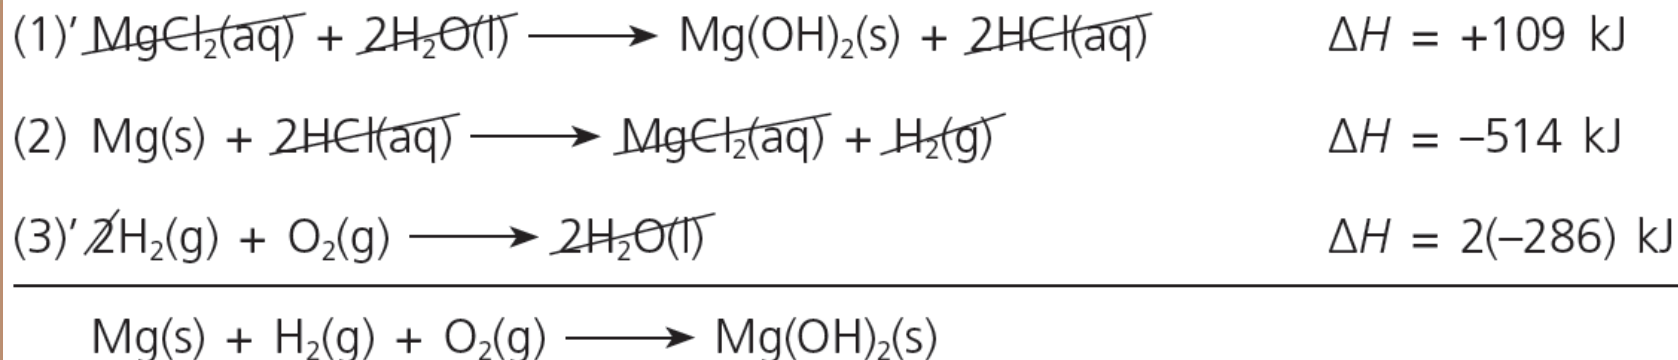 (1)′ MgCl₂(aq) + 2H₂O(l) ⟶ Mg(OH)₂(s) + 2HCl(aq) ΔH = +109 kJ
(2) Mg(s) + 2HCl(aq) ⟶ MgCl₂(aq) + H₂(g) ΔH = –514 kJ
(3)′ 2H₂(g) + O₂(g) ⟶ 2H₂O(l) ΔH = 2(–286) kJ
Mg(s) + H₂(g) + O₂(g) ⟶ Mg(OH)₂(s)